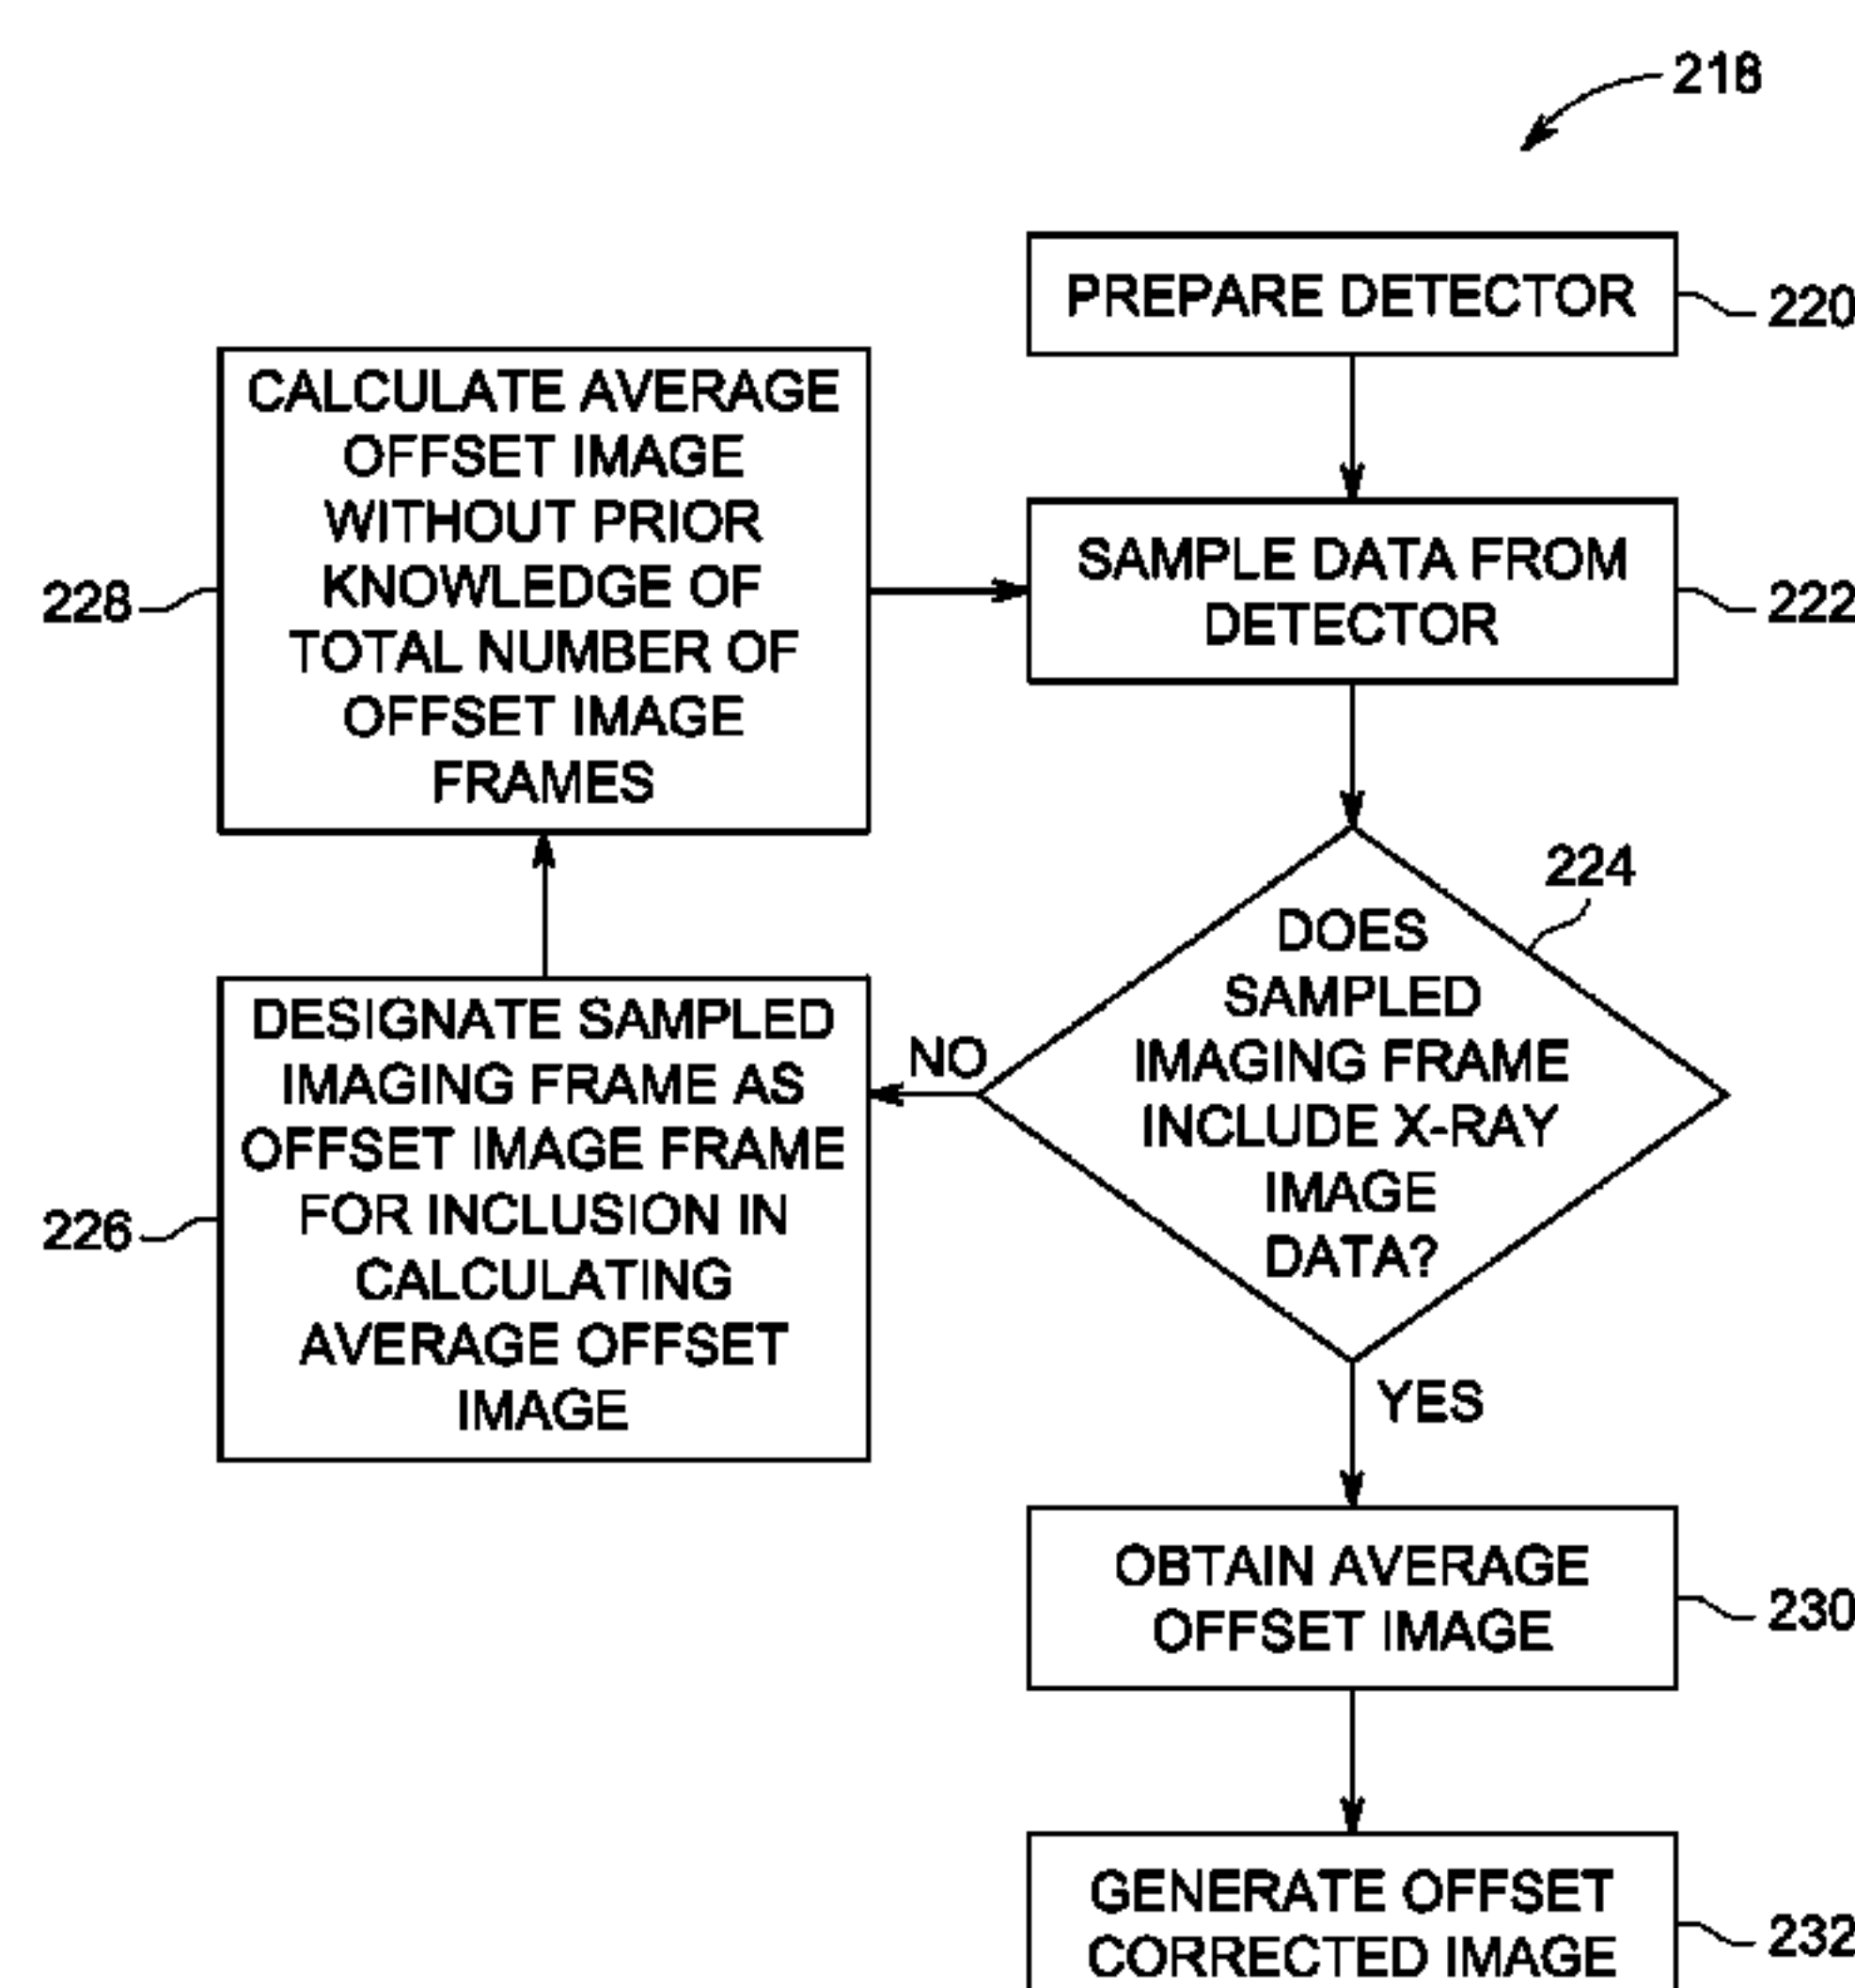 218
PREPARE DETECTOR
220
CALCULATE AVERAGE
OFFSET IMAGE
WITHOUT PRIOR
KNOWLEDGE OF
TOTAL NUMBER OF
OFFSET IMAGE
FRAMES
228
SAMPLE DATA FROM
DETECTOR
222
224
DOES
SAMPLED
IMAGING FRAME
INCLUDE X-RAY
IMAGE
DATA?
NO
DESIGNATE SAMPLED
IMAGING FRAME AS
OFFSET IMAGE FRAME
FOR INCLUSION IN
CALCULATING
AVERAGE OFFSET
IMAGE
226
YES
OBTAIN AVERAGE
OFFSET IMAGE
230
GENERATE OFFSET
CORRECTED IMAGE
232